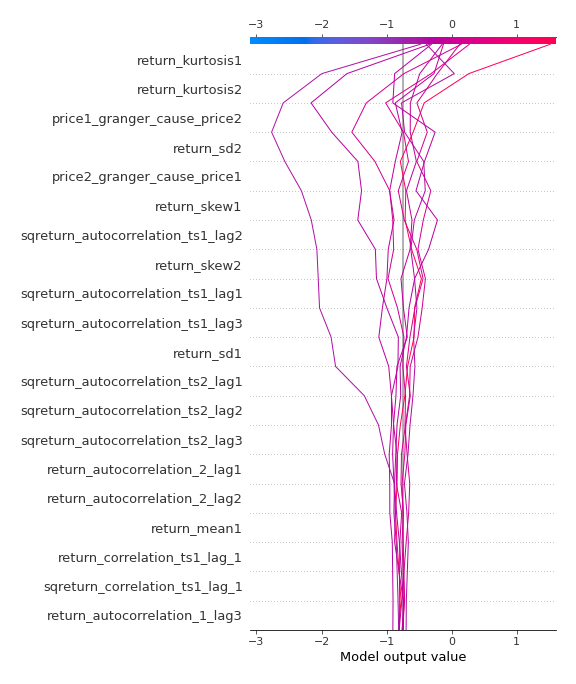 −3 −2 −1 0 1
return_kurtosis1
return_kurtosis2
price1_granger_cause_price2
return_sd2
price2_granger_cause_price1
return_skew1
sqreturn_autocorrelation_ts1_lag2
return_skew2
sqreturn_autocorrelation_ts1_lag1
sqreturn_autocorrelation_ts1_lag3
return_sd1
sqreturn_autocorrelation_ts2_lag1
sqreturn_autocorrelation_ts2_lag2
sqreturn_autocorrelation_ts2_lag3
return_autocorrelation_2_lag1
return_autocorrelation_2_lag2
return_mean1
return_correlation_ts1_lag_1
sqreturn_correlation_ts1_lag_1
return_autocorrelation_1_lag3
−3 −2 −1 0 1
Model output value